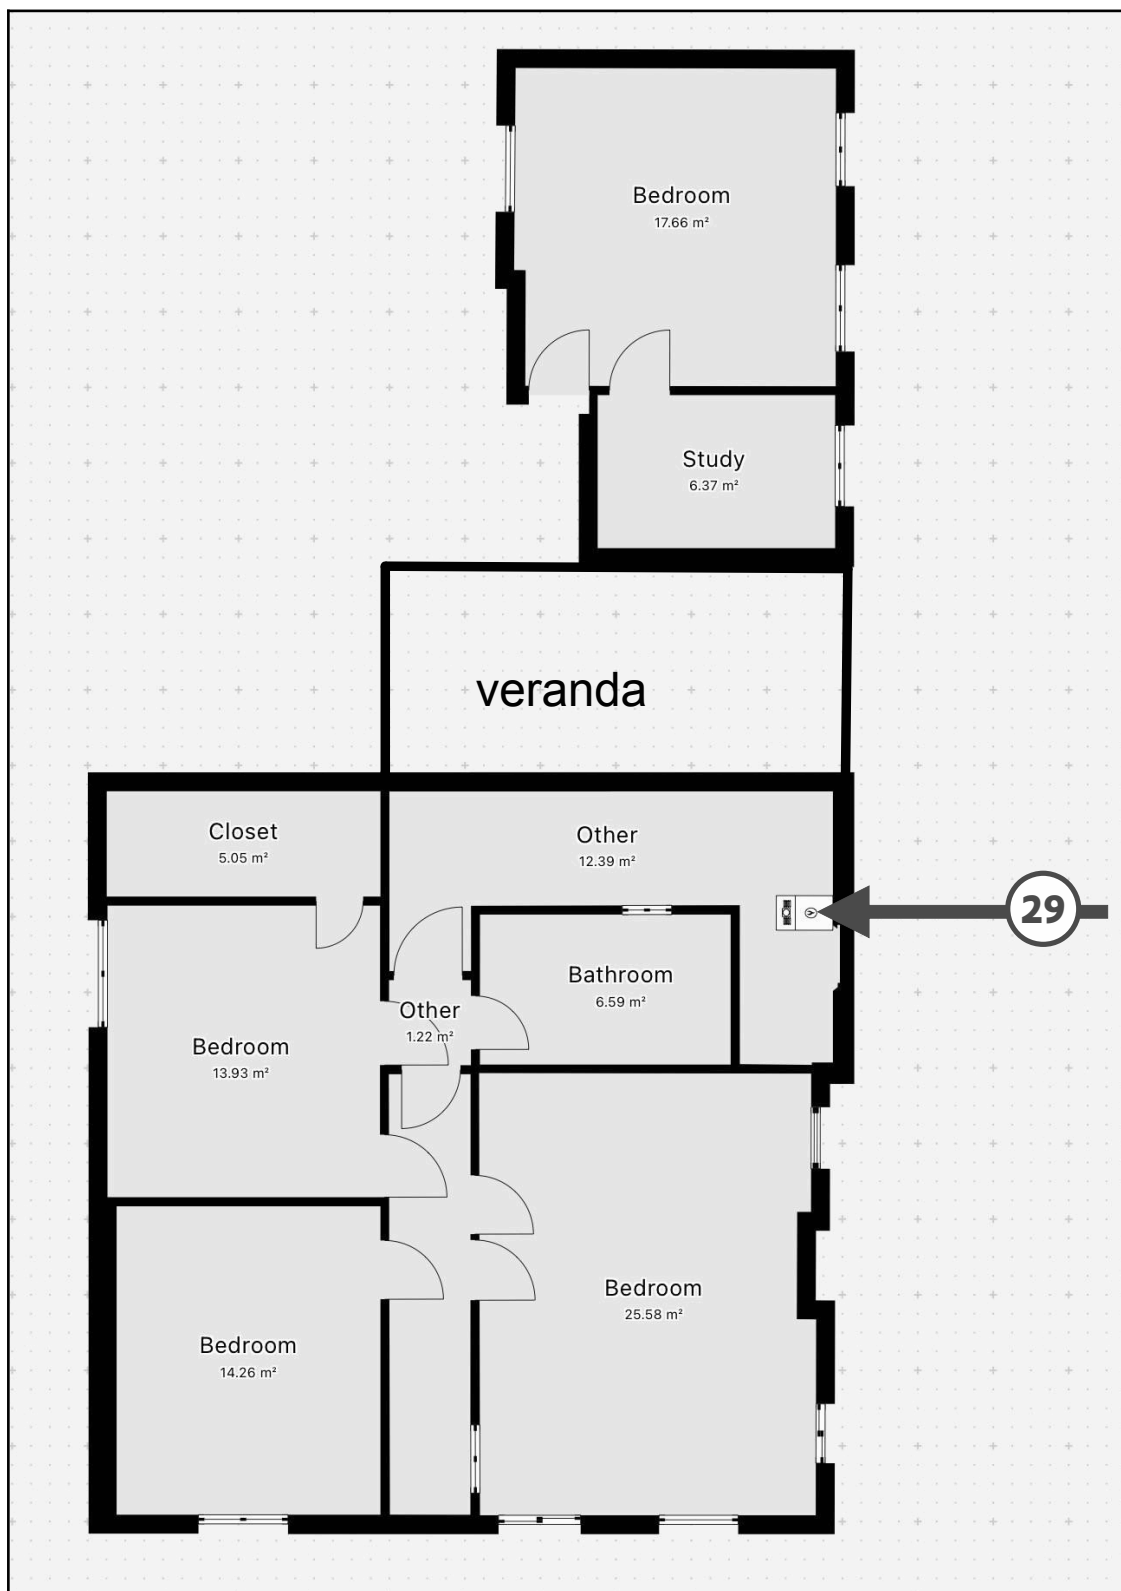 Bedroom
17.66 m²
Study
6.37 m²
veranda
Closet
5.05 m²
Other
12.39 m²
29
Bathroom
6.59 m²
Other
1.22 m²
Bedroom
13.93 m²
Bedroom
25.58 m²
Bedroom
14.26 m²